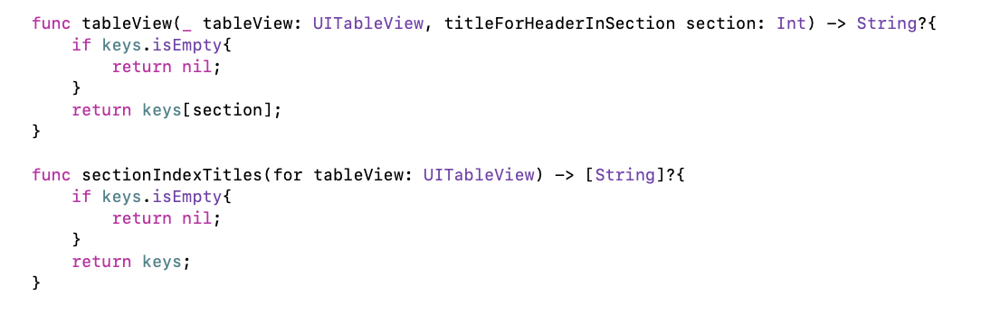 func tableView(_ tableView: UITableView, titleForHeaderInSection section: Int) -> String?{
    if keys.isEmpty{
        return nil;
    }
    return keys[section];
}

func sectionIndexTitles(for tableView: UITableView) -> [String]?{
    if keys.isEmpty{
        return nil;
    }
    return keys;
}